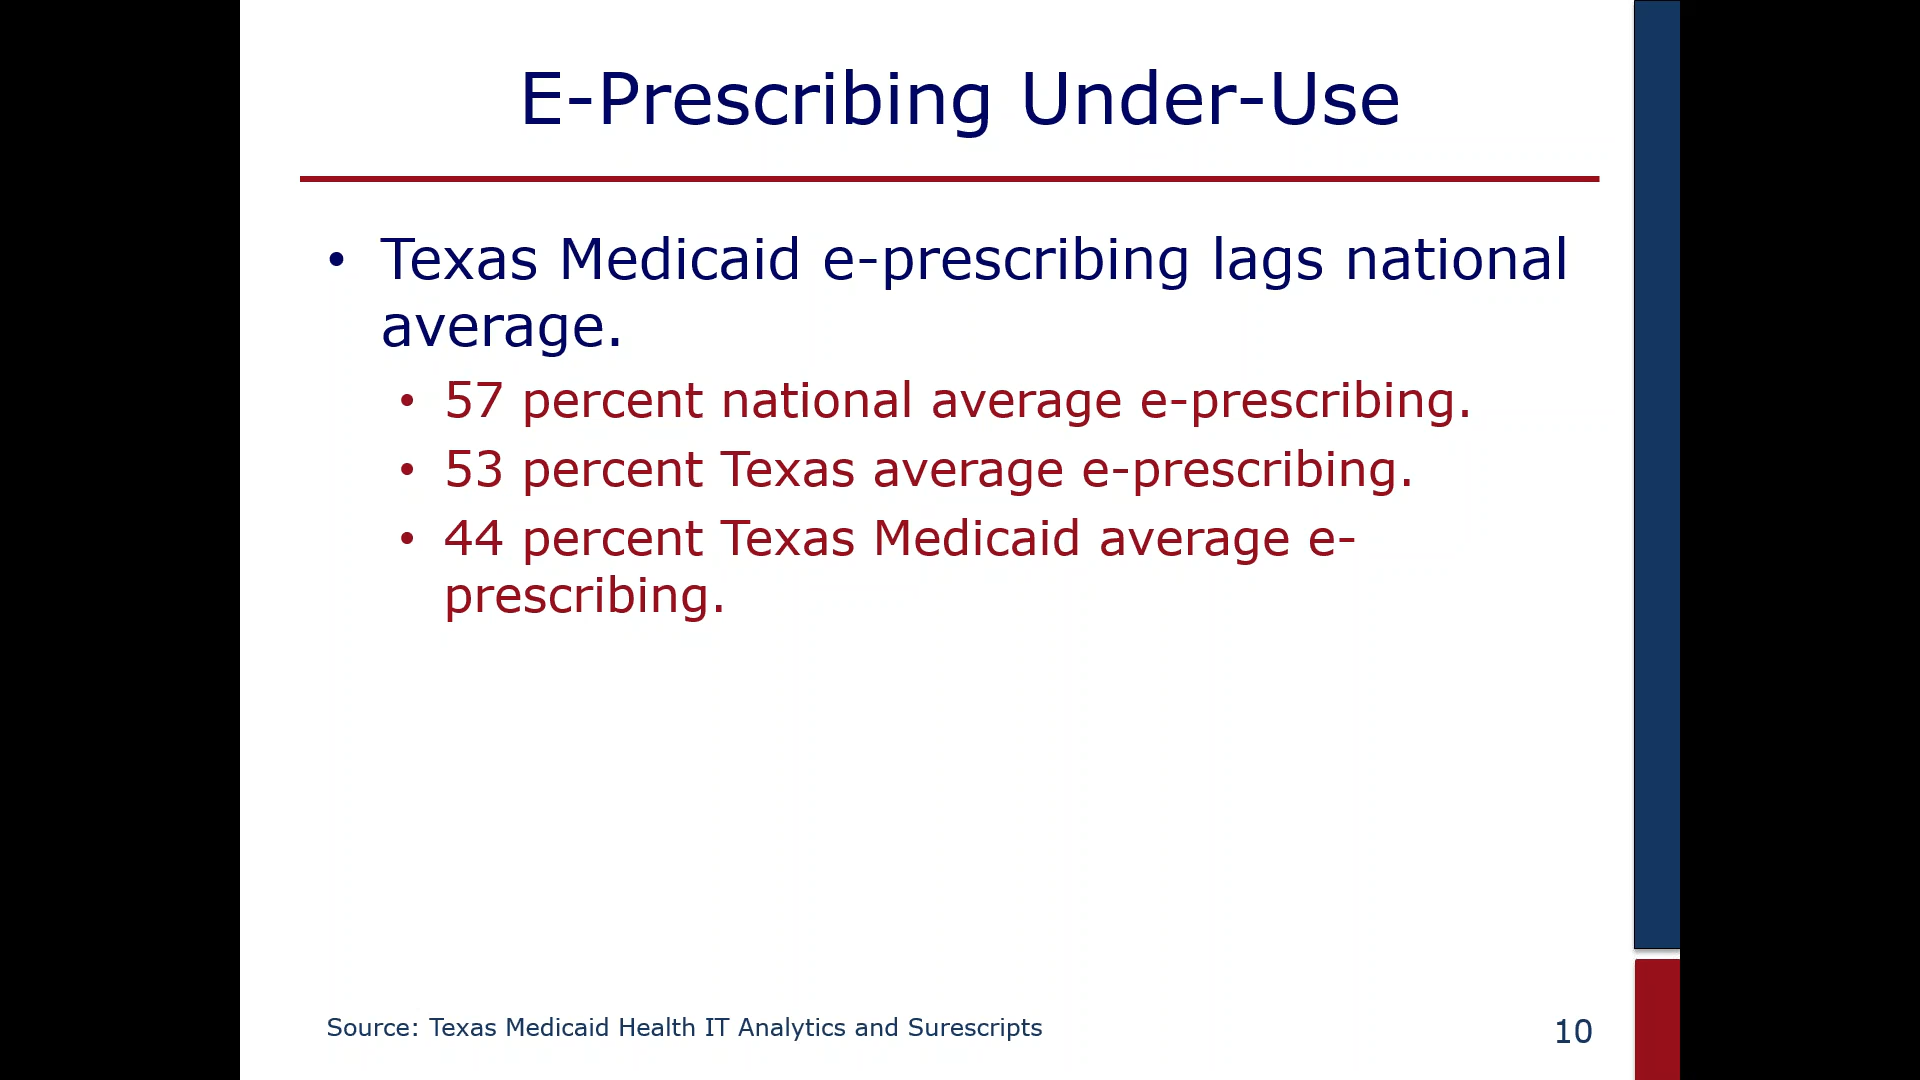 E-Prescribing Under-Use
• Texas Medicaid e-prescribing lags national
average.
• 57 percent national average e-prescribing.
• 53 percent Texas average e-prescribing.
• 44 percent Texas Medicaid average e-
prescribing.
Source: Texas Medicaid Health IT Analytics and Surescripts
10